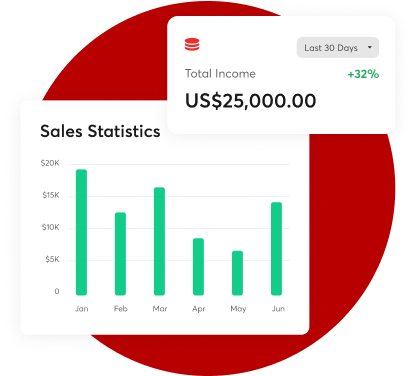 Last 30 Days
Total Income
+32%
US$25,000.00
Sales Statistics
$20K
$15K
$10K
$5K
0
Jan Feb Mar Apr May Jun